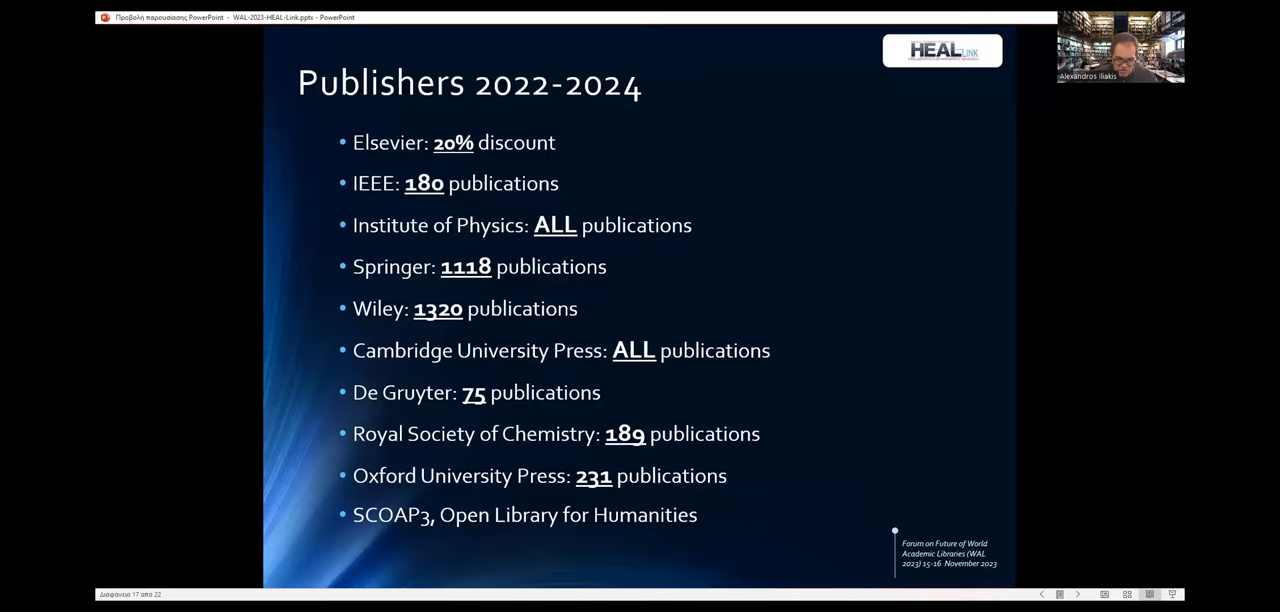 Προβολή παρουσίασης PowerPoint - WAL-2023-HEAL-Link.pptx - PowerPoint
HEAL LINK
Alexandros Iliakis
Publishers 2022-2024
• Elsevier: 20% discount
• IEEE: 180 publications
• Institute of Physics: ALL publications
• Springer: 1118 publications
• Wiley: 1320 publications
• Cambridge University Press: ALL publications
• De Gruyter: 75 publications
• Royal Society of Chemistry: 189 publications
• Oxford University Press: 231 publications
• SCOAP3, Open Library for Humanities
Forum on Future of World
Academic Libraries (WAL
2023) 15-16 November 2023
Διαφάνεια 17 από 22